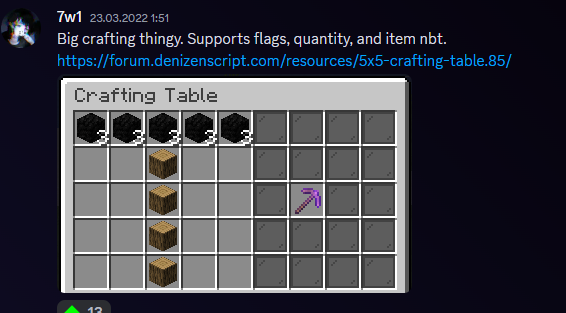 7w1 23.03.2022 1:51
Big crafting thingy. Supports flags, quantity, and item nbt.
https://forum.denizenscript.com/resources/5x5-crafting-table.85/
Crafting Table
3 3 3 3 3
13